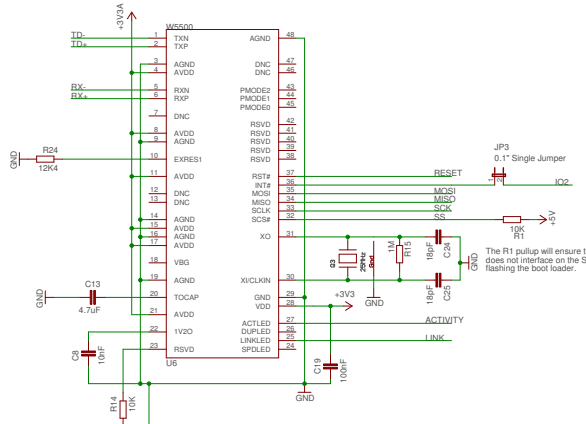 +3V3A
W5500
TD-
TD+
1 TXN
2 TXP
3 AGND
4 AVDD
RX-
RX+
5 RXN
6 RXP
7 DNC
8 AVDD
9 AGND
GND
R24
12K4
10 EXRES1
11 AVDD
12 DNC
13 DNC
14 AGND
15 AVDD
16 AGND
17 AVDD
18 VBG
19 AGND
GND
C13
4.7uF
20 TOCAP
21 AVDD
22 1V2O
23 RSVD
C8
10nF
R14
10K
U6
AGND 48
DNC 47
DNC 46
PMODE2 43
PMODE1 44
PMODE0 45
RSVD 42
RSVD 41
RSVD 40
RSVD 39
RSVD 38
RST# 37 RESET
INT# 36
MOSI 35 MOSI
MISO 34 MISO
SCLK 33 SCK
SCS# 32 SS
XO 31
XI/CLKIN 30
GND 29
VDD 28
ACTLED 27 ACTIVITY
DUPLED 26
LINKLED 25 LINK
SPDLED 24
JP3
0.1" Single Jumper
1
2
IO2
+5V
10K
R1
The R1 pullup will ensure t
does not interface on the S
flashing the boot loader.
Q3
25MHz
Gnd
GND
1M
R15
18pF
C24
18pF
C25
GND
+3V3
C19
100nF
GND